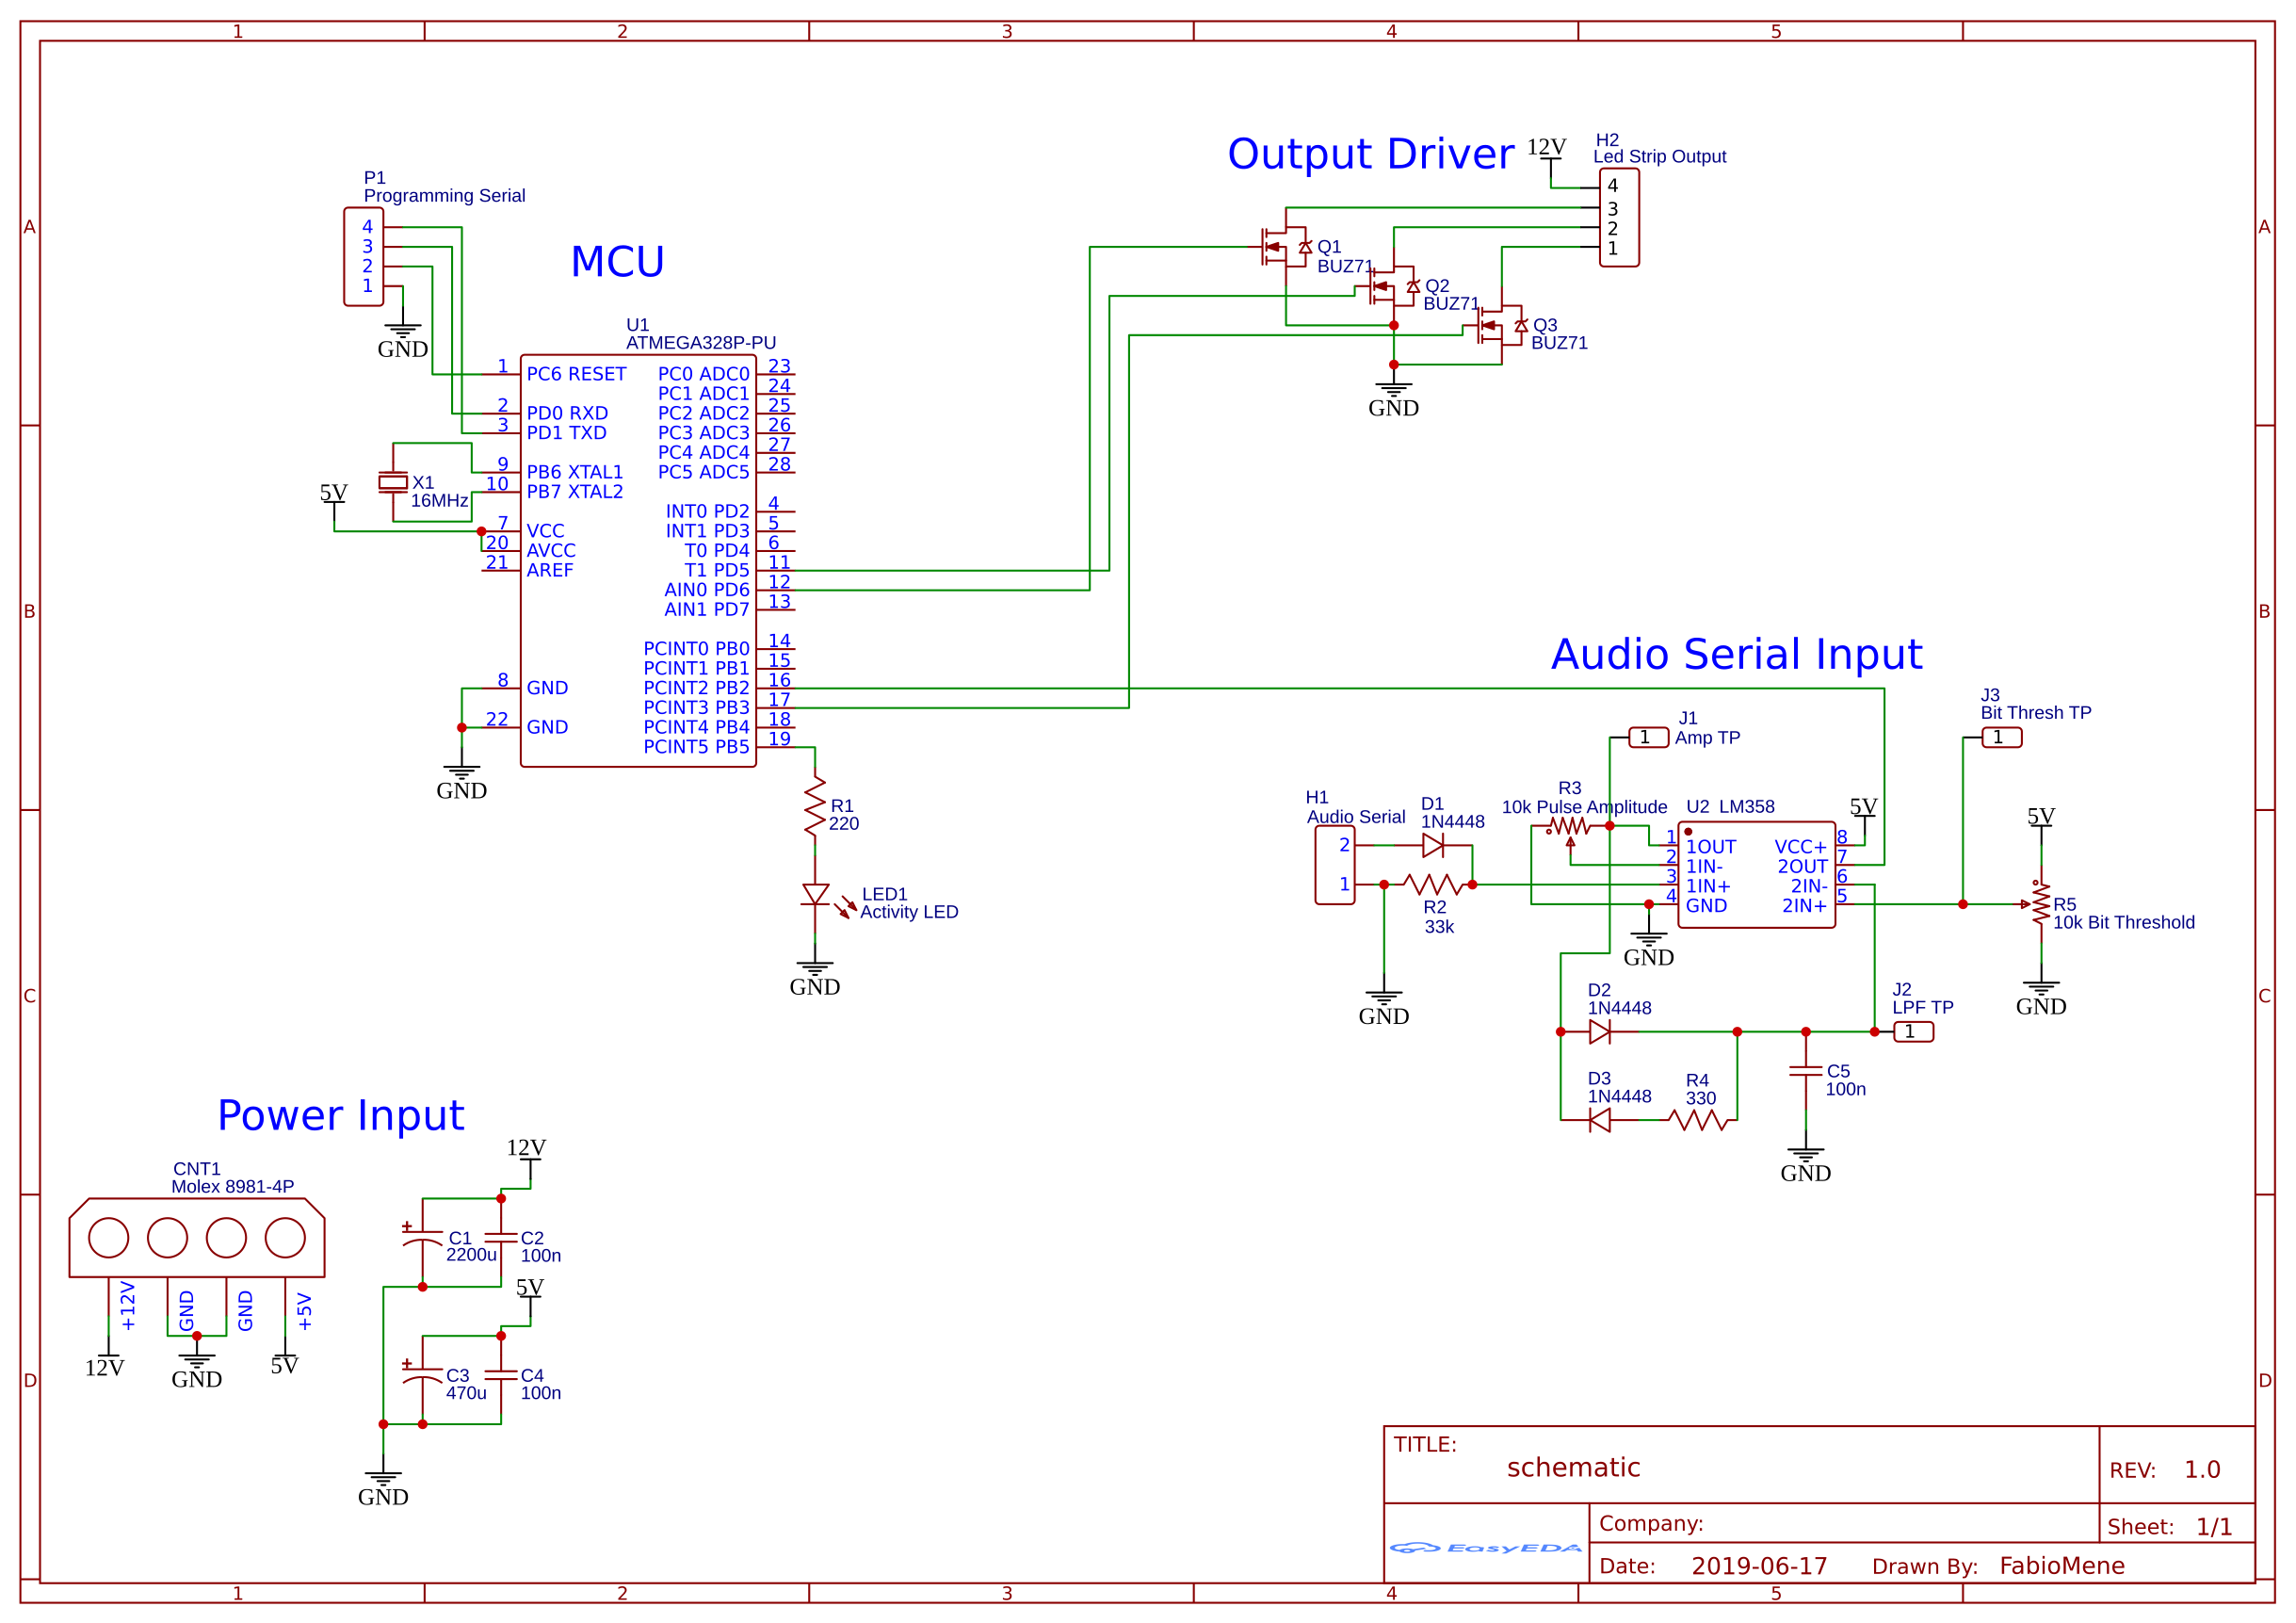 1 2 3 4 5
A
B
C
D
A
B
C
D
1 2 3 4 5
Output Driver
12V
H2
Led Strip Output
4
3
2
1
Q1
BUZ71
Q2
BUZ71
Q3
BUZ71
GND
P1
Programming Serial
4
3
2
1
GND
MCU
U1
ATMEGA328P-PU
1 PC6 RESET
2 PD0 RXD
3 PD1 TXD
9 PB6 XTAL1
10 PB7 XTAL2
7 VCC
20 AVCC
21 AREF
8 GND
22 GND
PC0 ADC0 23
PC1 ADC1 24
PC2 ADC2 25
PC3 ADC3 26
PC4 ADC4 27
PC5 ADC5 28
INT0 PD2 4
INT1 PD3 5
T0 PD4 6
T1 PD5 11
AIN0 PD6 12
AIN1 PD7 13
PCINT0 PB0 14
PCINT1 PB1 15
PCINT2 PB2 16
PCINT3 PB3 17
PCINT4 PB4 18
PCINT5 PB5 19
X1
16MHz
5V
GND
R1
220
LED1
Activity LED
GND
Audio Serial Input
J1
Amp TP
1
J3
Bit Thresh TP
1
H1
Audio Serial
2
1
D1
1N4448
R2
33k
GND
R3
10k Pulse Amplitude
U2 LM358
1 1OUT
2 1IN-
3 1IN+
4 GND
VCC+ 8
2OUT 7
2IN- 6
2IN+ 5
5V
GND
5V
R5
10k Bit Threshold
GND
D2
1N4448
J2
LPF TP
1
D3
1N4448
R4
330
C5
100n
GND
Power Input
CNT1
Molex 8981-4P
+12V
GND
GND
+5V
12V
GND
5V
12V
C1
2200u
C2
100n
5V
C3
470u
C4
100n
GND
TITLE:
schematic
REV: 1.0
EasyEDA
Company:
Sheet: 1/1
Date: 2019-06-17 Drawn By: FabioMene